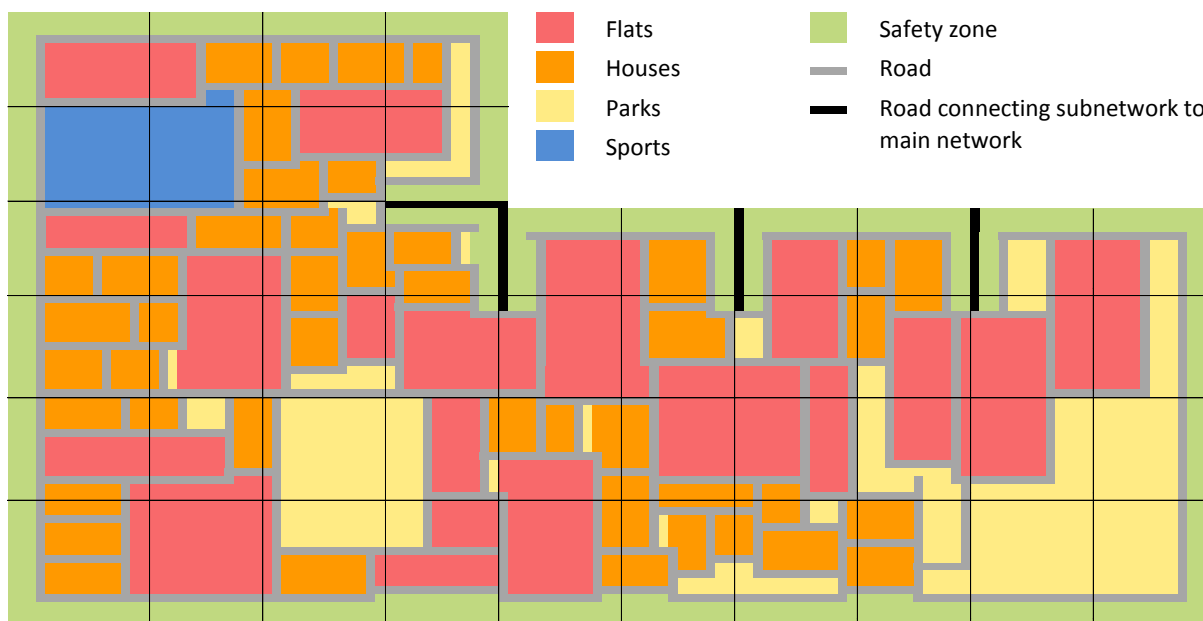 Flats
Houses
Parks
Sports
Safety zone
Road
Road connecting subnetwork to
main network